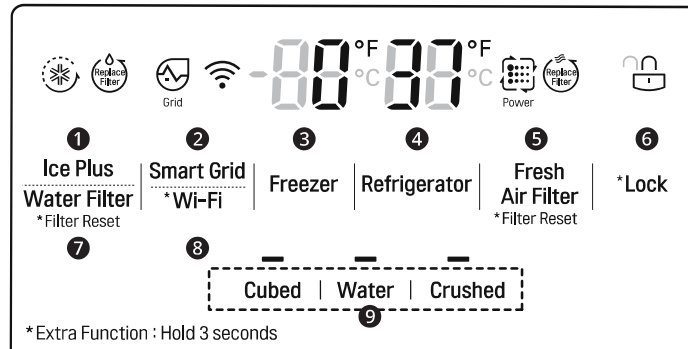 Replace Filter
Grid
0 °F °C
37 °F °C
Power
Replace Filter
1 2 3 4 5 6
Ice Plus
Water Filter
*Filter Reset
Smart Grid
*Wi-Fi
Freezer
Refrigerator
Fresh
Air Filter
*Filter Reset
*Lock
7 8
Cubed | Water | Crushed
9
*Extra Function : Hold 3 seconds